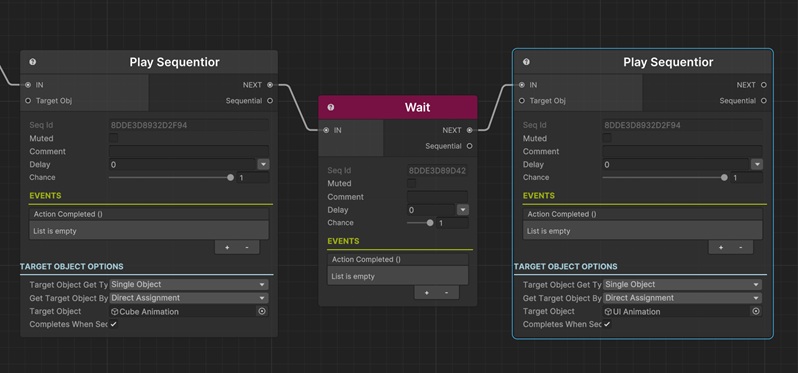 Play Sequentior
IN
NEXT
Target Obj
Sequential
Seq Id
8DDE3D8932D2F94
Muted
Comment
Delay
0
Chance
1
EVENTS
Action Completed ()
List is empty
+ -
TARGET OBJECT OPTIONS
Target Object Get Ty Single Object
Get Target Object By Direct Assignment
Target Object Cube Animation
Completes When Sec
Wait
IN
NEXT
Sequential
Seq Id
8DDE3D89D42
Muted
Comment
Delay
0
Chance
1
EVENTS
Action Completed ()
List is empty
+ -
Play Sequentior
IN
NEXT
Target Obj
Sequential
Seq Id
8DDE3D8932D2F94
Muted
Comment
Delay
0
Chance
1
EVENTS
Action Completed ()
List is empty
+ -
TARGET OBJECT OPTIONS
Target Object Get Ty Single Object
Get Target Object By Direct Assignment
Target Object UI Animation
Completes When Sec